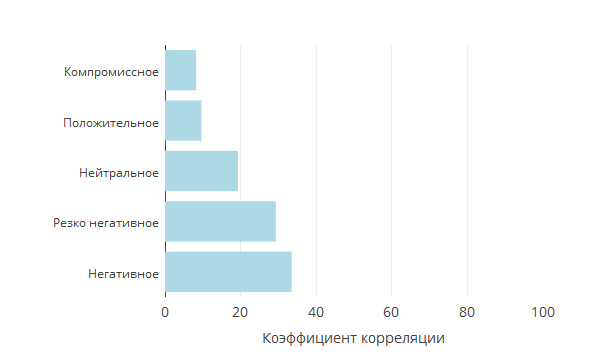 Компромиссное
Положительное
Нейтральное
Резко негативное
Негативное
0 20 40 60 80 100
Коэффициент корреляции